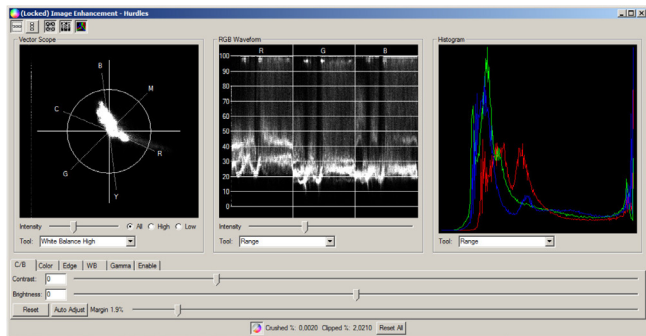 (Locked) Image Enhancement - Hurdles
Vector Scope
B
M
C
R
G
Y
Intensity All High Low
Tool: White Balance High
RGB Waveform
R G B
100
90
80
70
60
50
40
30
20
10
0
Intensity
Tool: Range
Histogram
Tool: Range
C/B Color Edge WB Gamma Enable
Contrast: 0
Brightness: 0
Reset Auto Adjust Margin 1.9%
Crushed %: 0,0020 Clipped %: 2,0210 Reset All